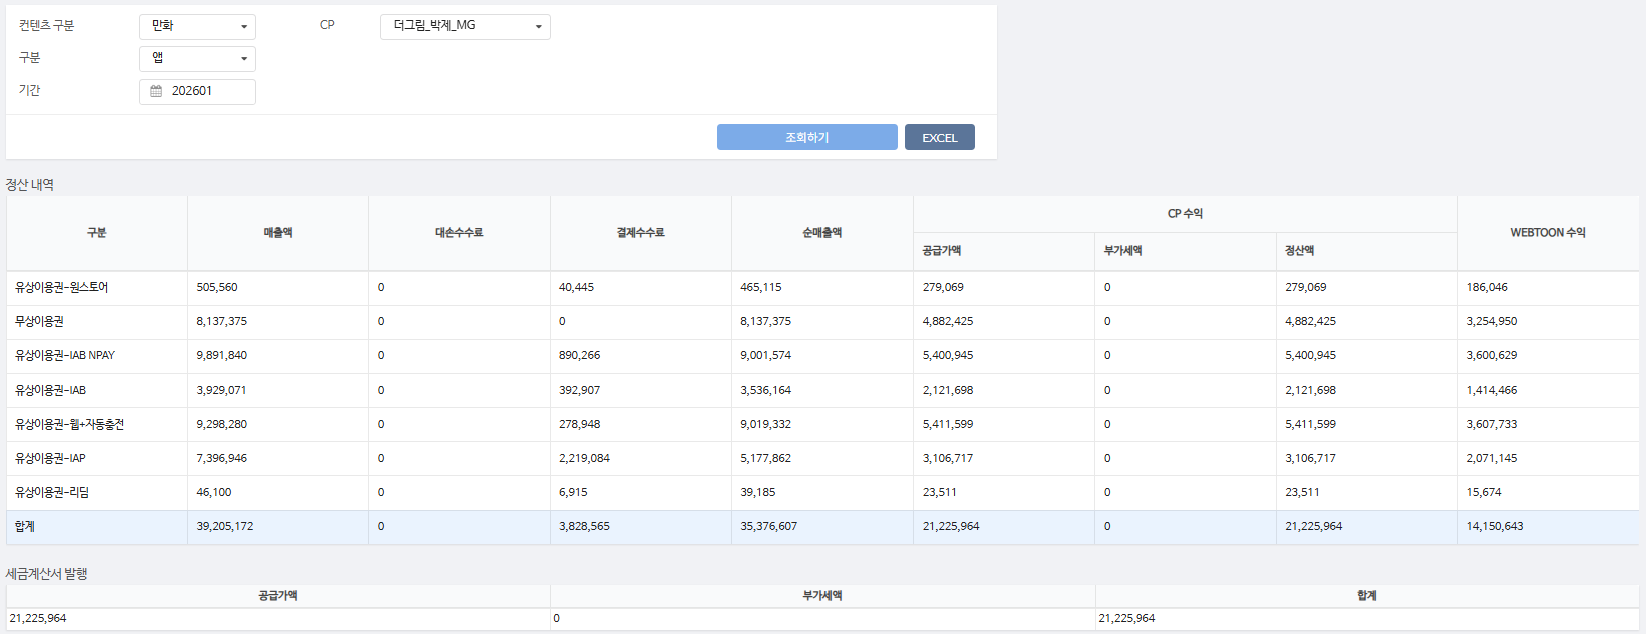 컨텐츠 구분 만화 CP 더그림_박제_MG
구분 앱
기간 202601
조회하기 EXCEL
정산 내역
구분 매출액 대손수수료 결제수수료 순매출액 CP 수익 WEBTOON 수익
공급가액 부가세액 정산액
유상이용권-원스토어 505,560 0 40,445 465,115 279,069 0 279,069 186,046
무상이용권 8,137,375 0 0 8,137,375 4,882,425 0 4,882,425 3,254,950
유상이용권-IAB NPAY 9,891,840 0 890,266 9,001,574 5,400,945 0 5,400,945 3,600,629
유상이용권-IAB 3,929,071 0 392,907 3,536,164 2,121,698 0 2,121,698 1,414,466
유상이용권-웹+자동충전 9,298,280 0 278,948 9,019,332 5,411,599 0 5,411,599 3,607,733
유상이용권-IAP 7,396,946 0 2,219,084 5,177,862 3,106,717 0 3,106,717 2,071,145
유상이용권-리딤 46,100 0 6,915 39,185 23,511 0 23,511 15,674
합계 39,205,172 0 3,828,565 35,376,607 21,225,964 0 21,225,964 14,150,643
세금계산서 발행
공급가액 부가세액 합계
21,225,964 0 21,225,964